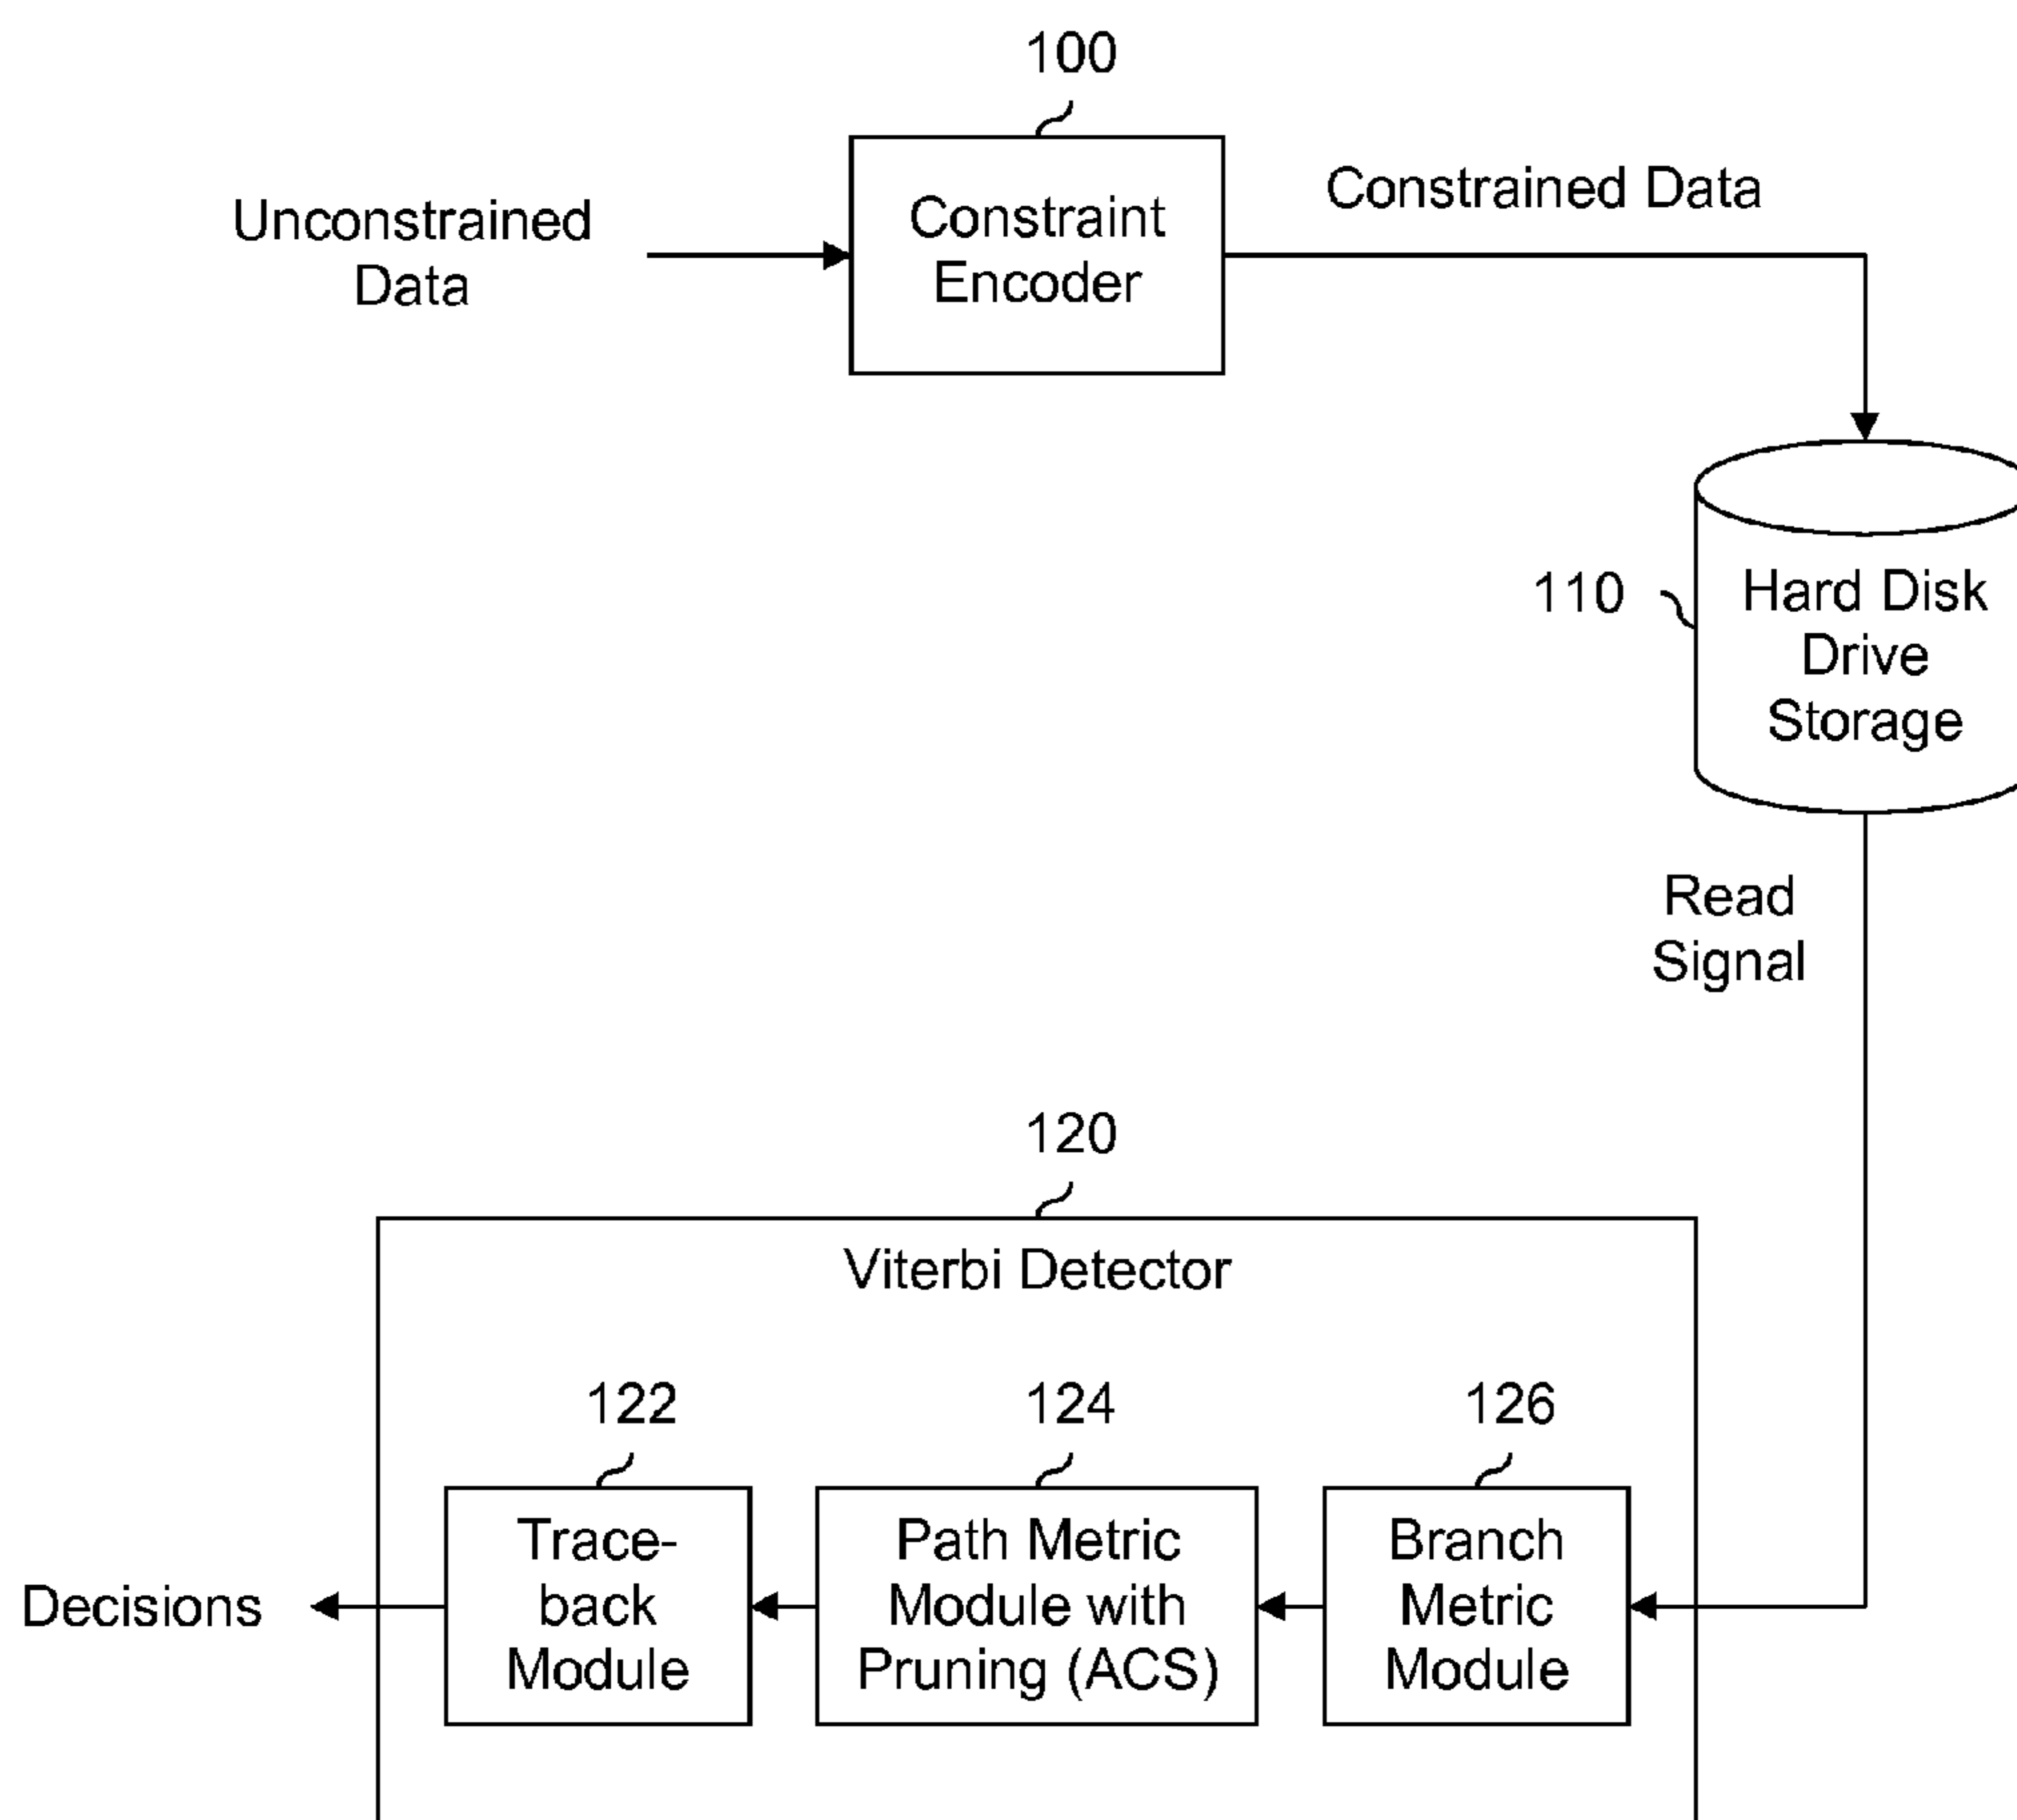 100
Unconstrained
Data
Constraint
Encoder
Constrained Data
110
Hard Disk
Drive
Storage
Read
Signal
120
Viterbi Detector
122
124
126
Decisions
Trace-
back
Module
Path Metric
Module with
Pruning (ACS)
Branch
Metric
Module